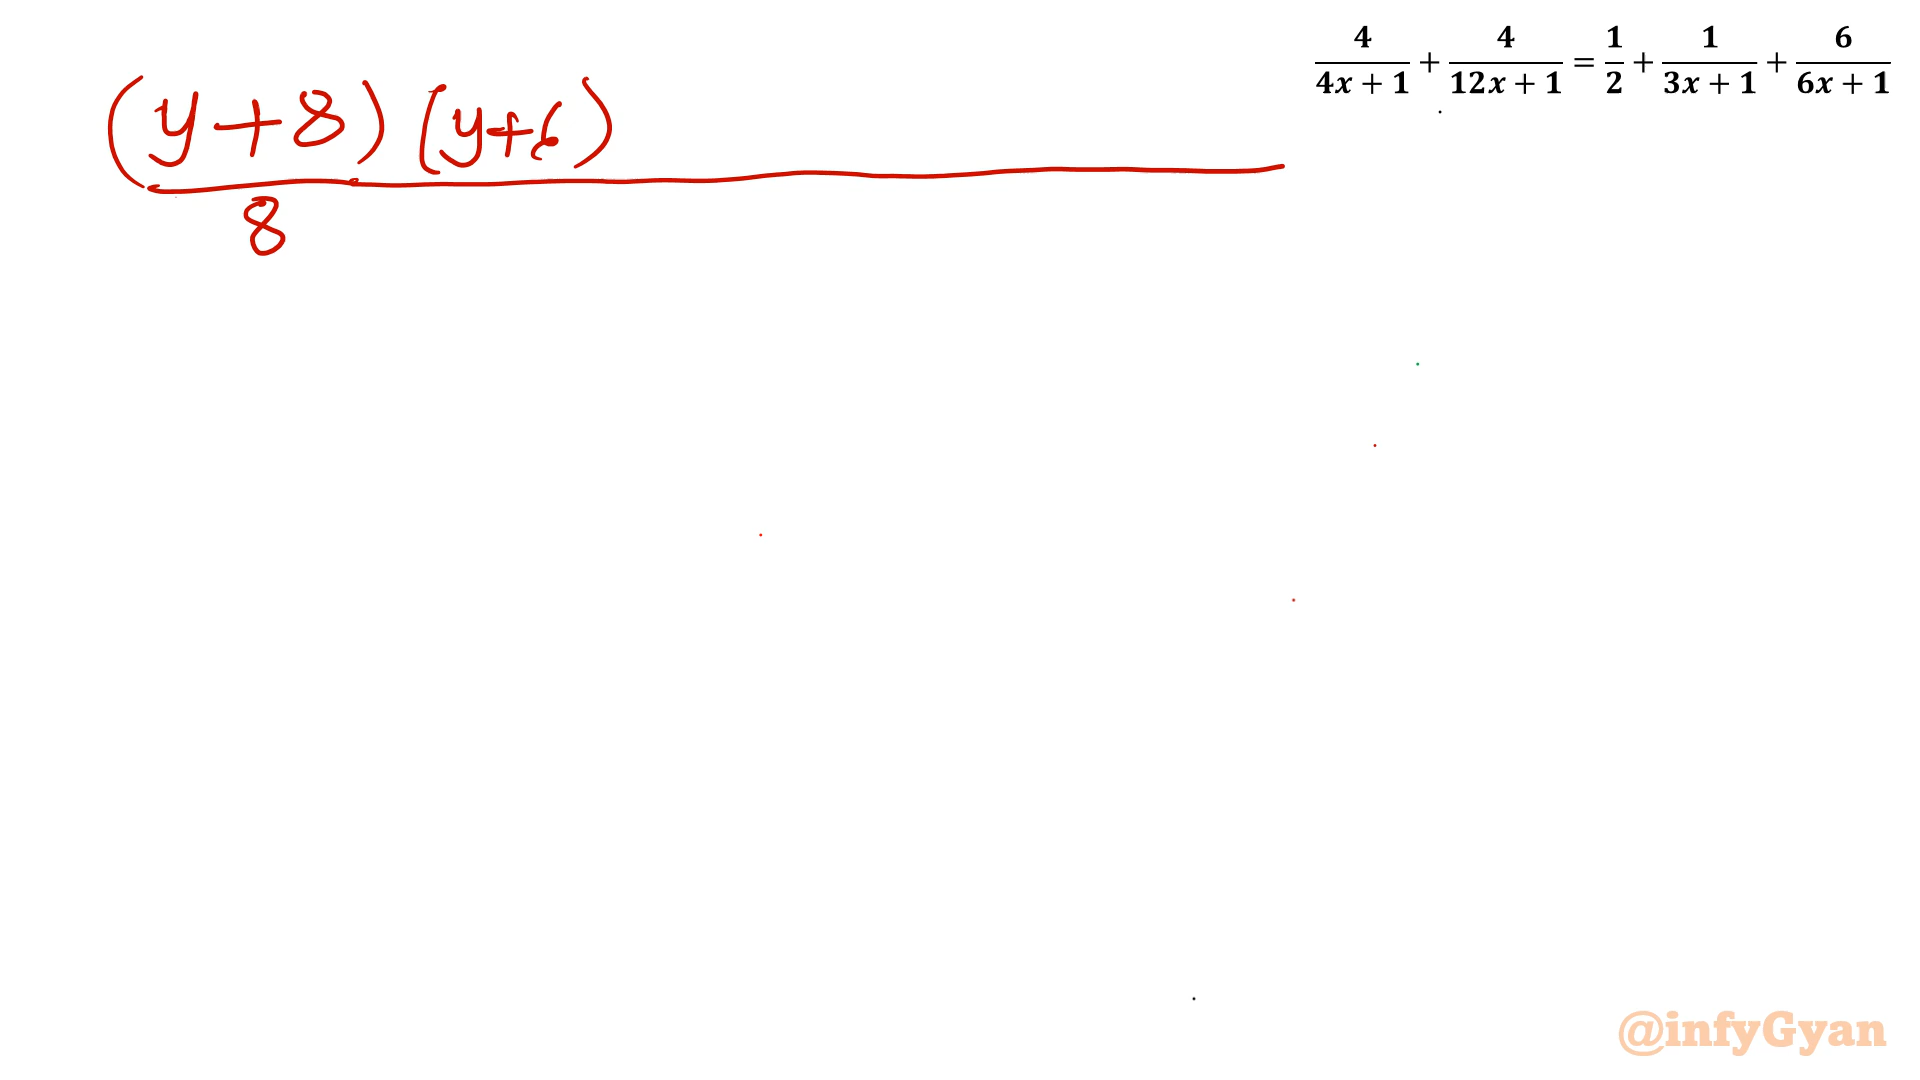 4/(4x + 1) + 4/(12x + 1) = 1/2 + 1/(3x + 1) + 6/(6x + 1)
(y+8)(y+6)
8
@infyGyan